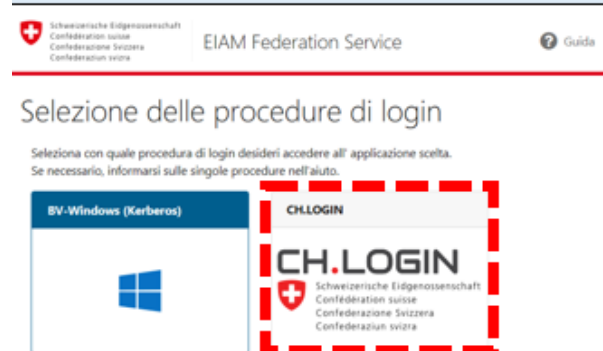 Schweizerische Eidgenossenschaft
Confédération suisse
Confederazione Svizzera
Confederaziun svizra
EIAM Federation Service
? Guida
Selezione delle procedure di login
Seleziona con quale procedura di login desideri accedere all' applicazione scelta.
Se necessario, informarsi sulle singole procedure nell'aiuto.
BV-Windows (Kerberos)
CH.LOGIN
CH.LOGIN
Schweizerische Eidgenossenschaft
Confédération suisse
Confederazione Svizzera
Confederaziun svizra